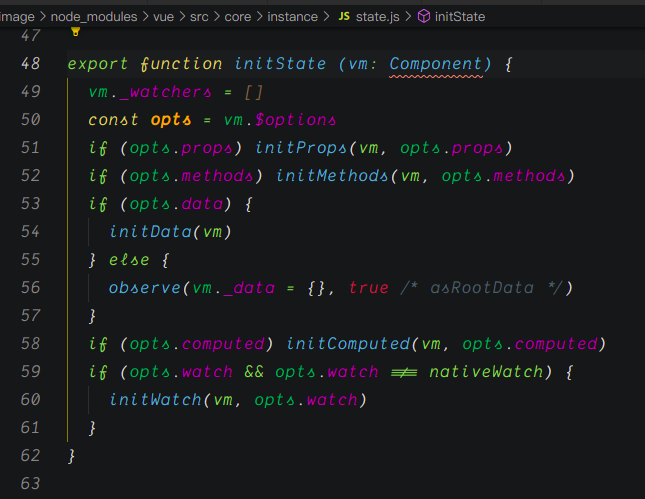 image > node_modules > vue > src > core > instance > JS state.js > initState
47
48 export function initState (vm: Component) {
49 vm._watchers = []
50 const opts = vm.$options
51 if (opts.props) initProps(vm, opts.props)
52 if (opts.methods) initMethods(vm, opts.methods)
53 if (opts.data) {
54 initData(vm)
55 } else {
56 observe(vm._data = {}, true /* asRootData */)
57 }
58 if (opts.computed) initComputed(vm, opts.computed)
59 if (opts.watch && opts.watch !== nativeWatch) {
60 initWatch(vm, opts.watch)
61 }
62 }
63